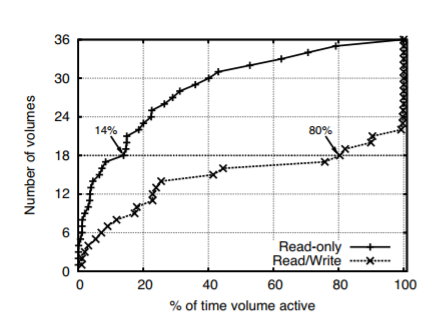 36
30
24
18
12
6
0
Number of volumes
14%
80%
Read-only
Read/Write
0 20 40 60 80 100
% of time volume active